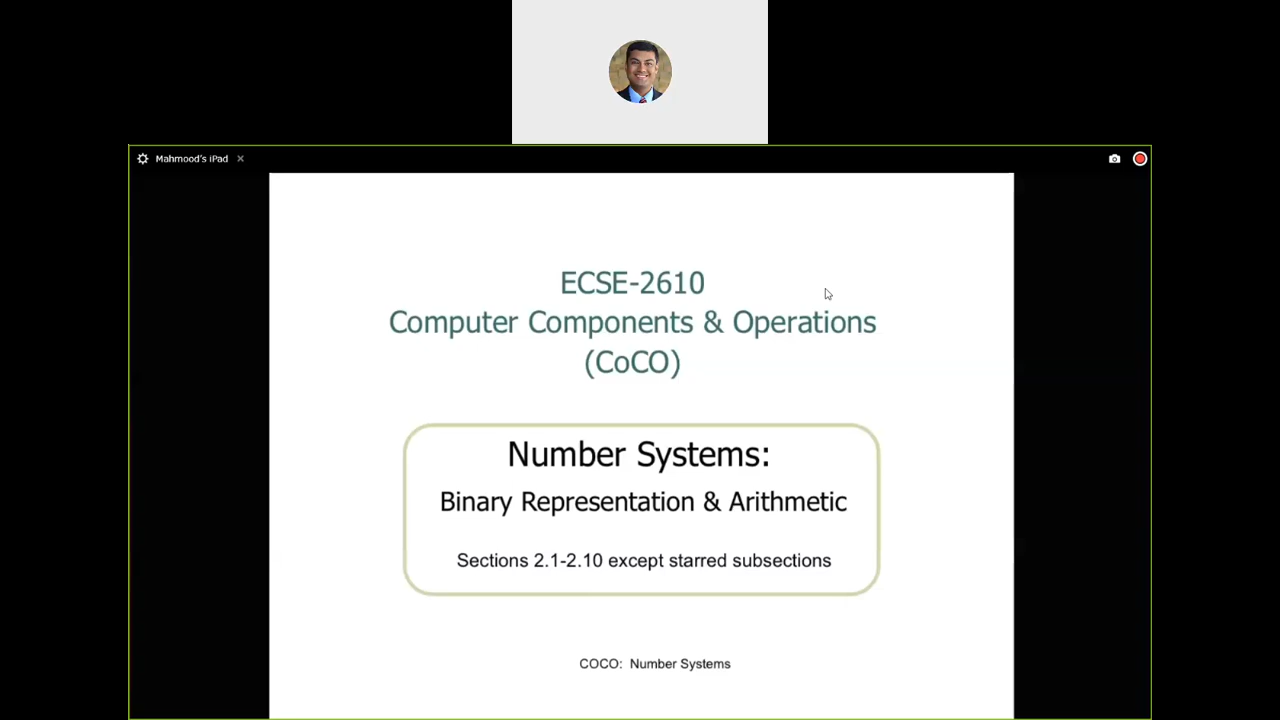 Mahmood's iPad
ECSE-2610
Computer Components & Operations
(CoCO)
Number Systems:
Binary Representation & Arithmetic
Sections 2.1-2.10 except starred subsections
COCO: Number Systems